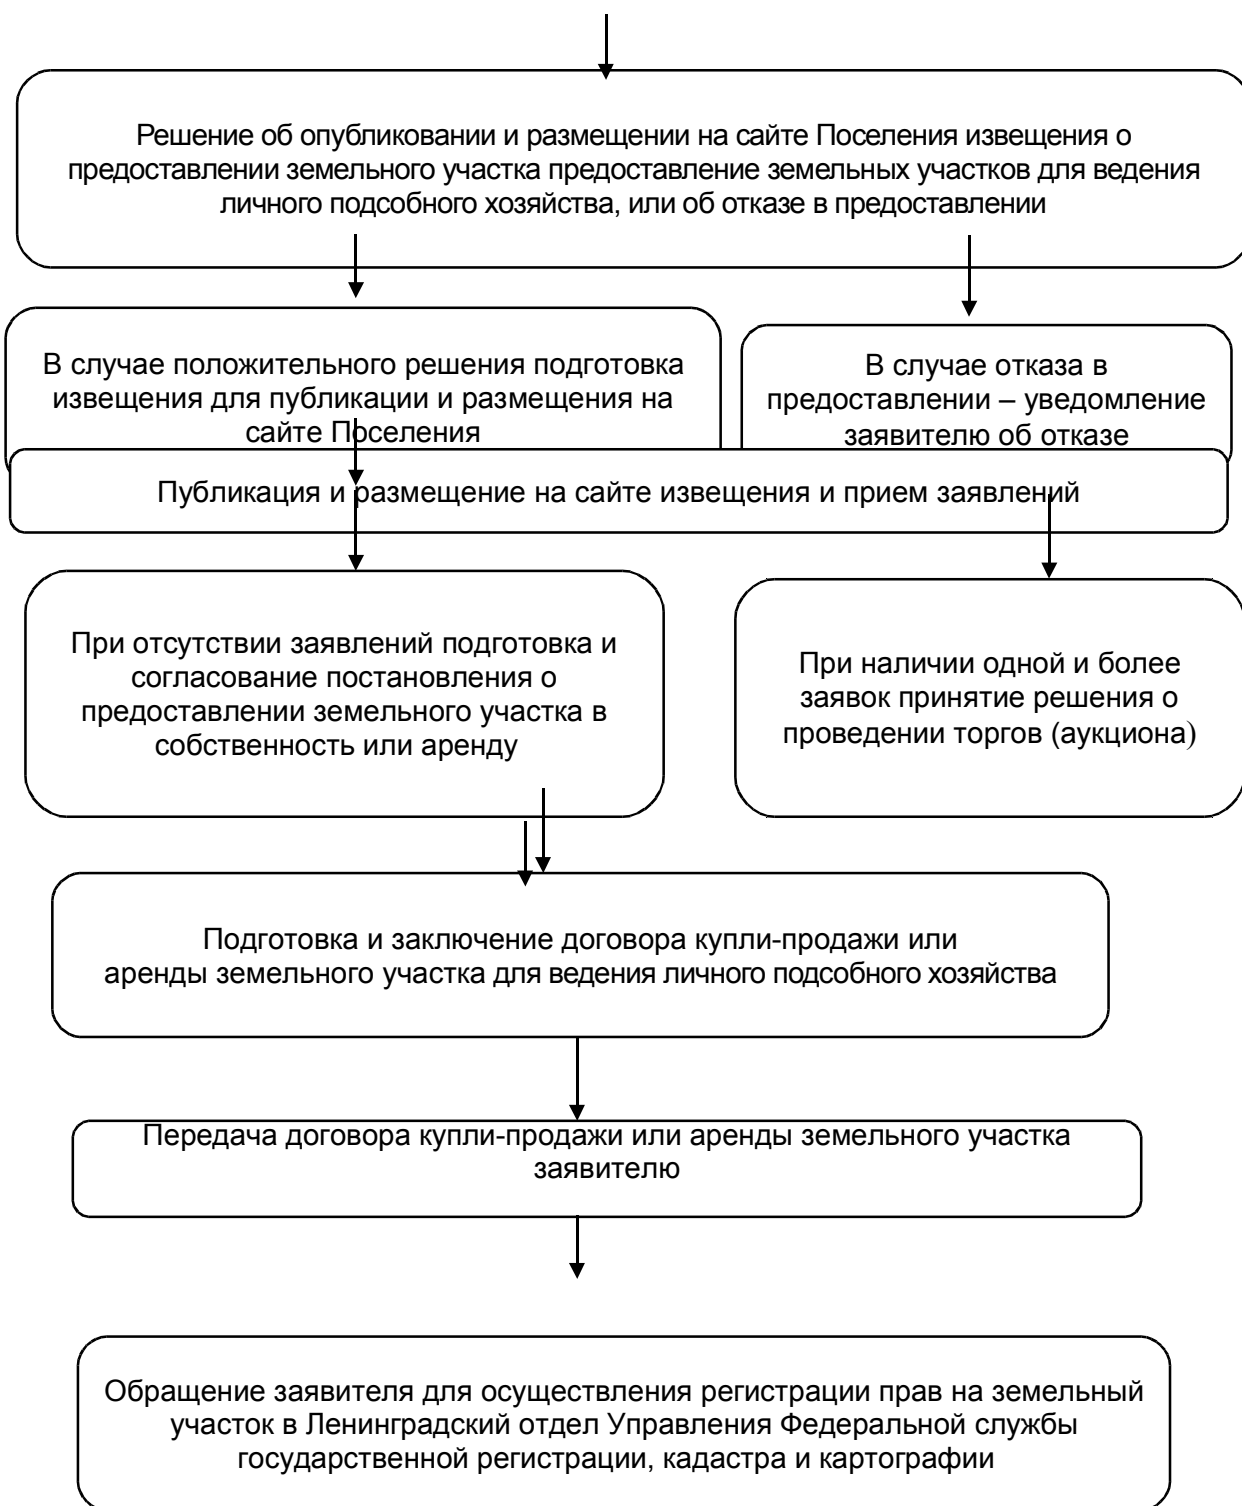 Решение об опубликовании и размещении на сайте Поселения извещения о
предоставлении земельного участка предоставление земельных участков для ведения
личного подсобного хозяйства, или об отказе в предоставлении
В случае положительного решения подготовка
извещения для публикации и размещения на
сайте Поселения
В случае отказа в
предоставлении – уведомление
заявителю об отказе
Публикация и размещение на сайте извещения и прием заявлений
При отсутствии заявлений подготовка и
согласование постановления о
предоставлении земельного участка в
собственность или аренду
При наличии одной и более
заявок принятие решения о
проведении торгов (аукциона)
Подготовка и заключение договора купли-продажи или
аренды земельного участка для ведения личного подсобного хозяйства
Передача договора купли-продажи или аренды земельного участка
заявителю
Обращение заявителя для осуществления регистрации прав на земельный
участок в Ленинградский отдел Управления Федеральной службы
государственной регистрации, кадастра и картографии